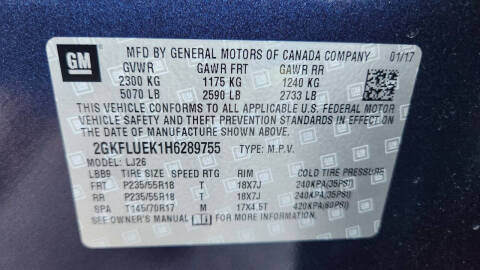 GM
MFD BY GENERAL MOTORS OF CANADA COMPANY 01/17
GVWR GAWR FRT GAWR RR
2300 KG 1175 KG 1240 KG
5070 LB 2590 LB 2733 LB
THIS VEHICLE CONFORMS TO ALL APPLICABLE U.S. FEDERAL MOTOR
VEHICLE SAFETY AND THEFT PREVENTION STANDARDS IN EFFECT ON
THE DATE OF MANUFACTURE SHOWN ABOVE.
2GKFLUEK1H6289755 TYPE: M.P.V.
MODEL: LJ26
LBB9 TIRE SIZE SPEED RTG RIM COLD TIRE PRESSURE
FRT P235/55R18 T 18X7J 240KPA(35PSI)
RR P235/55R18 T 18X7J 240KPA(35PSI)
SPA T145/70R17 M 17X4.5T 420KPA(60PSI)
SEE OWNER'S MANUAL FOR MORE INFORMATION.